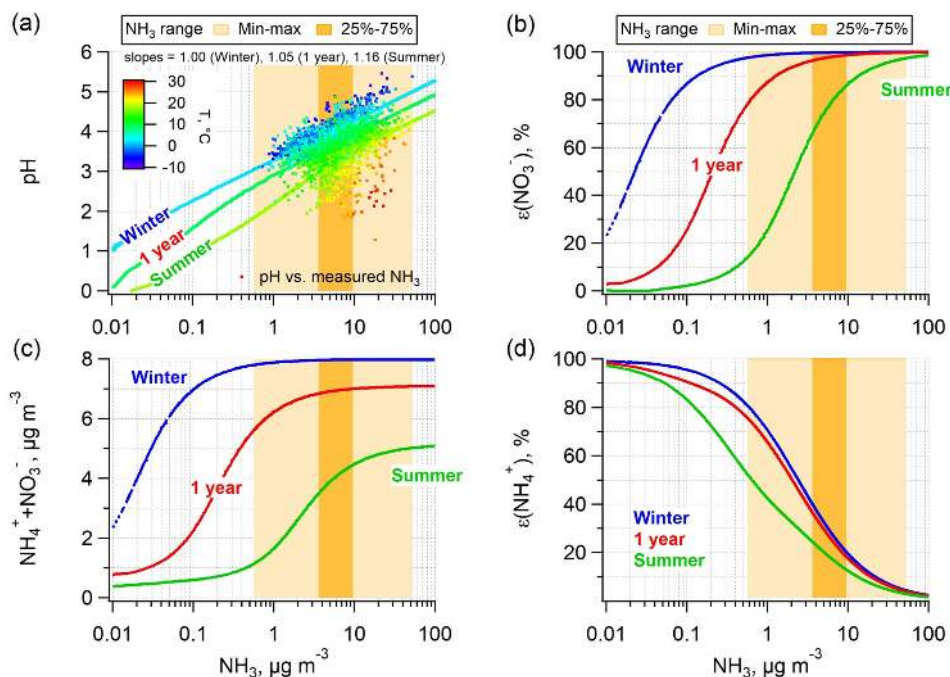 (a)
NH₃ range Min-max 25%-75%
slopes = 1.00 (Winter), 1.05 (1 year), 1.16 (Summer)
6
5
4
3
2
1
0
pH
30
20
10
0
-10
T, °C
Winter
1 year
Summer
pH vs. measured NH₃
0.01 0.1 1 10 100
(b)
NH₃ range Min-max 25%-75%
100
80
60
40
20
0
ε(NO₃⁻), %
Winter
1 year
Summer
0.01 0.1 1 10 100
(c)
8
6
4
2
0
NH₄⁺+NO₃⁻, µg m⁻³
Winter
1 year
Summer
0.01 0.1 1 10 100
NH₃, µg m⁻³
(d)
100
80
60
40
20
ε(NH₄⁺), %
Winter
1 year
Summer
0.01 0.1 1 10 100
NH₃, µg m⁻³